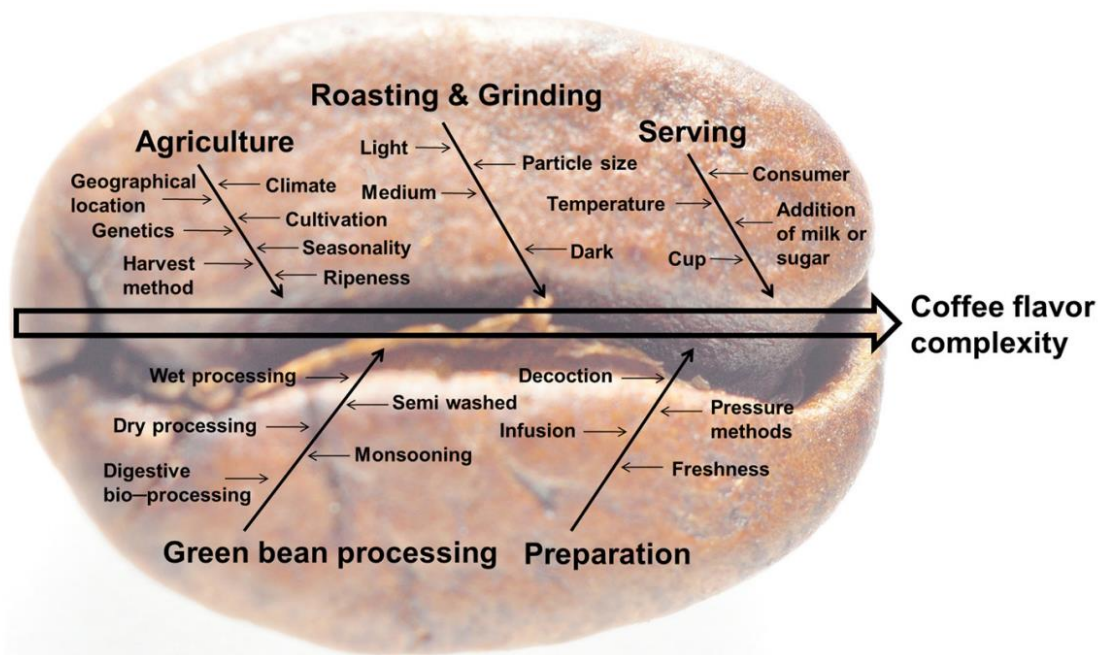 Roasting & Grinding
Agriculture
Serving
Light
Particle size
Consumer
Geographical
location
Climate
Medium
Temperature
Addition
of milk or
sugar
Genetics
Cultivation
Seasonality
Dark
Cup
Harvest
method
Ripeness
Coffee flavor
complexity
Wet processing
Decoction
Semi washed
Pressure
methods
Dry processing
Infusion
Monsooning
Freshness
Digestive
bio—processing
Green bean processing
Preparation